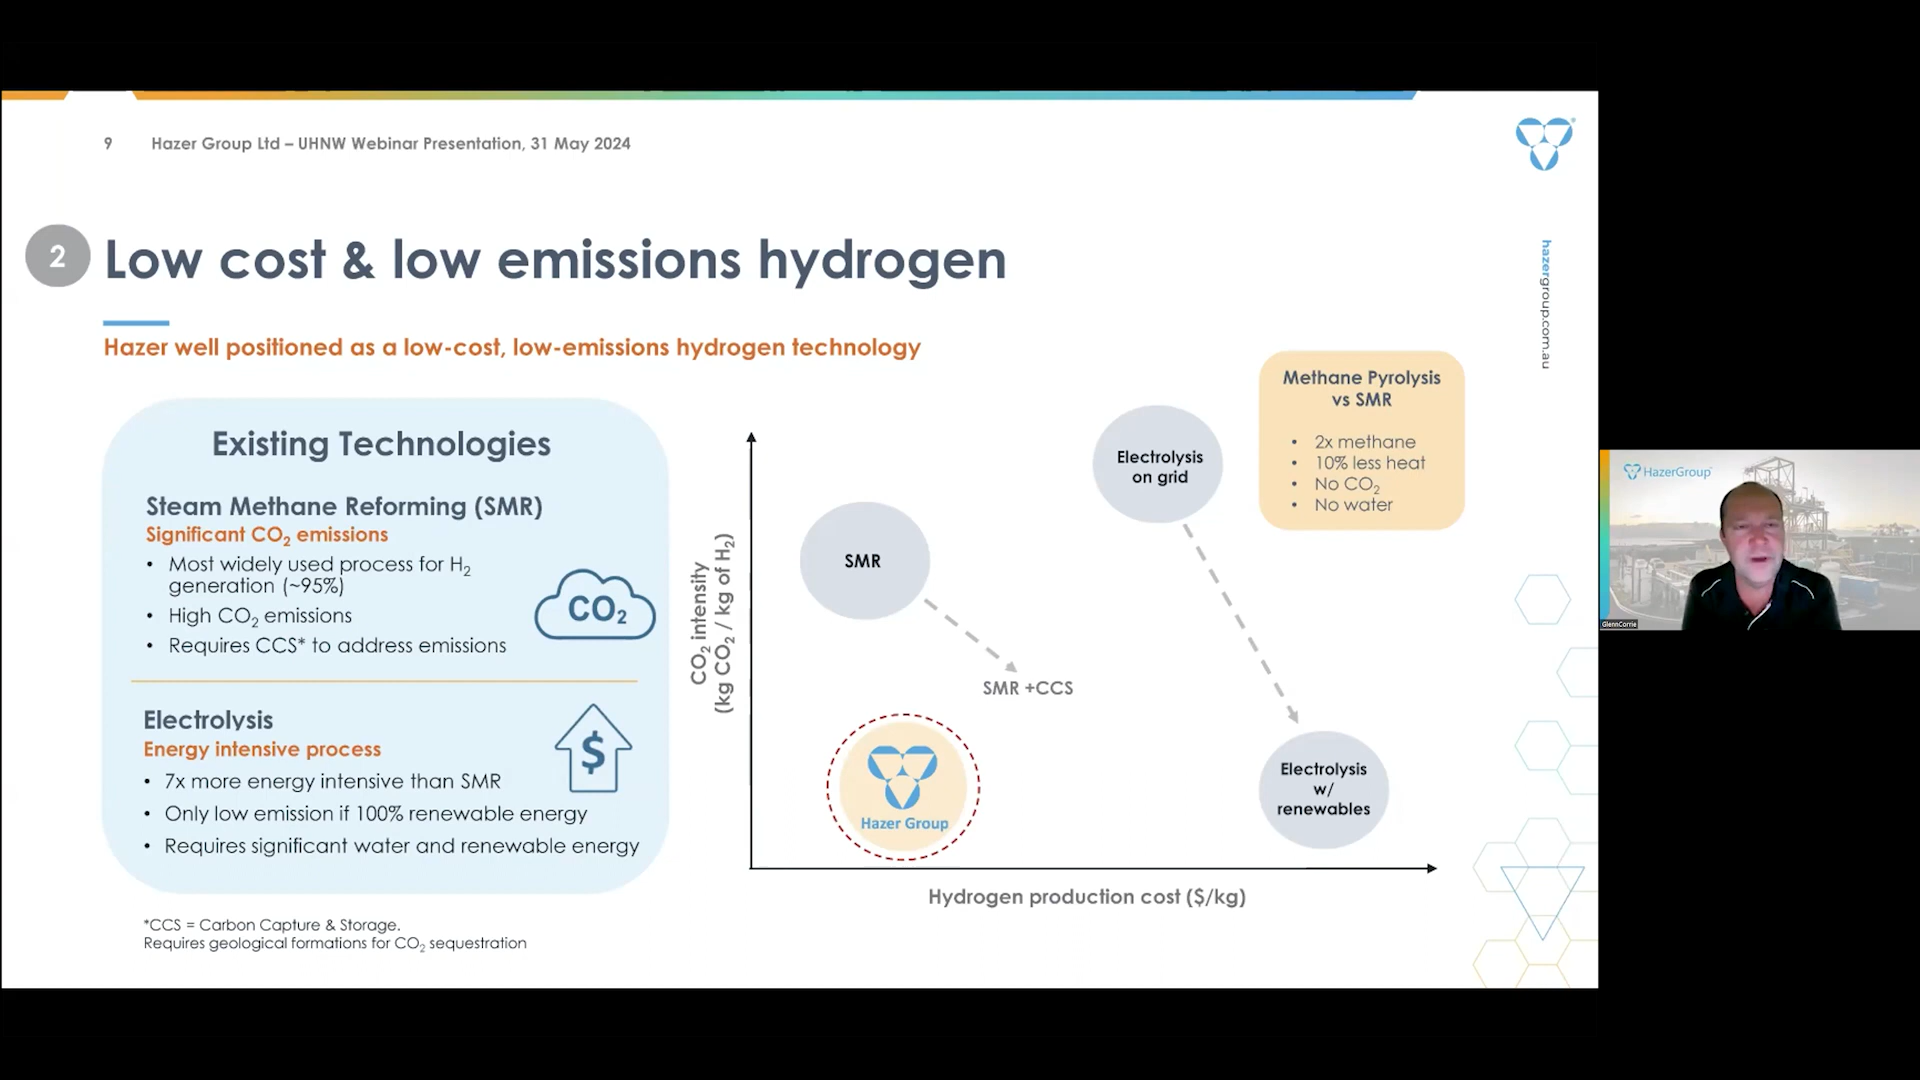 9 Hazer Group Ltd – UHNW Webinar Presentation, 31 May 2024
2 Low cost & low emissions hydrogen
Hazer well positioned as a low-cost, low-emissions hydrogen technology
hazergroup.com.au
Existing Technologies
Steam Methane Reforming (SMR)
Significant CO₂ emissions
• Most widely used process for H₂
generation (~95%)
• High CO₂ emissions
• Requires CCS* to address emissions
CO₂
Electrolysis
Energy intensive process
• 7x more energy intensive than SMR
• Only low emission if 100% renewable energy
• Requires significant water and renewable energy
$
*CCS = Carbon Capture & Storage.
Requires geological formations for CO₂ sequestration
CO₂ intensity
(kg CO₂ / kg of H₂)
SMR
SMR +CCS
Electrolysis
on grid
Electrolysis
w/
renewables
Hazer Group
Hydrogen production cost ($/kg)
Methane Pyrolysis
vs SMR
• 2x methane
• 10% less heat
• No CO₂
• No water
HazerGroup
GlennCorrie